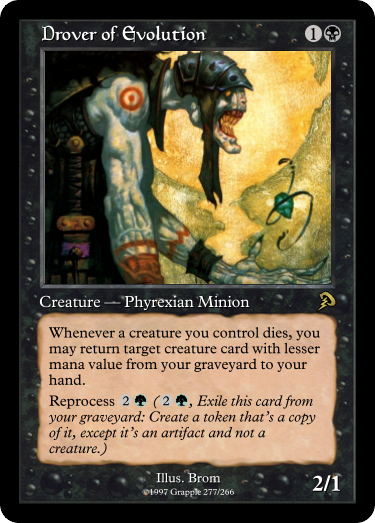 Drover of Evolution 1
Creature — Phyrexian Minion
Whenever a creature you control dies, you
may return target creature card with lesser
mana value from your graveyard to your
hand.
Reprocess 2 ( 2 , Exile this card from
your graveyard: Create a token that's a copy
of it, except it's an artifact and not a
creature.)
Illus. Brom
©1997 Grapple 277/266
2/1